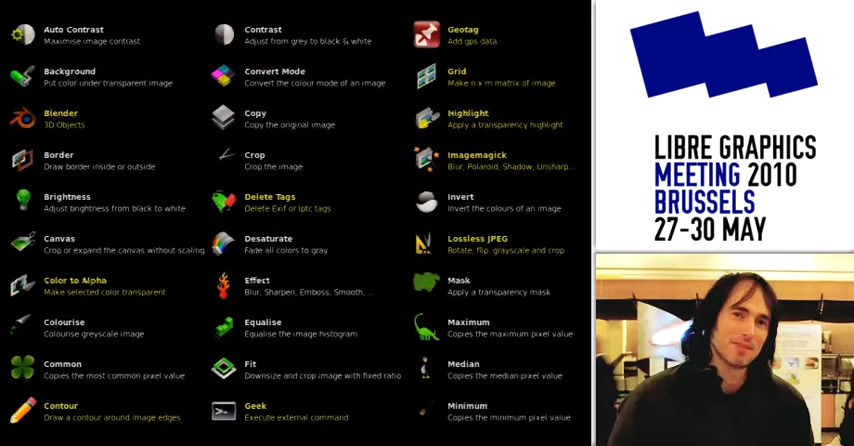 Auto Contrast
Maximise image contrast
Background
Put color under transparent image
Blender
3D Objects
Border
Draw border inside or outside
Brightness
Adjust brightness from black to white
Canvas
Crop or expand the canvas without scaling
Color to Alpha
Make selected color transparent
Colourise
Colourise greyscale image
Common
Copies the most common pixel value
Contour
Draw a contour around image edges
Contrast
Adjust from grey to black & white
Convert Mode
Convert the colour mode of an image
Copy
Copy the original image
Crop
Crop the image
Delete Tags
Delete Exif or Iptc tags
Desaturate
Fade all colors to gray
Effect
Blur, Sharpen, Emboss, Smooth, ...
Equalise
Equalise the image histogram
Fit
Downsize and crop image with fixed ratio
Geek
Execute external command
Geotag
Add gps data
Grid
Make n x m matrix of image
Highlight
Apply a transparency highlight
Imagemagick
Blur, Polaroid, Shadow, Unsharp...
Invert
Invert the colours of an image
Lossless JPEG
Rotate, flip, grayscale and crop
Mask
Apply a transparency mask
Maximum
Copies the maximum pixel value
Median
Copies the median pixel value
Minimum
Copies the minimum pixel value
LIBRE GRAPHICS
MEETING 2010
BRUSSELS
27-30 MAY